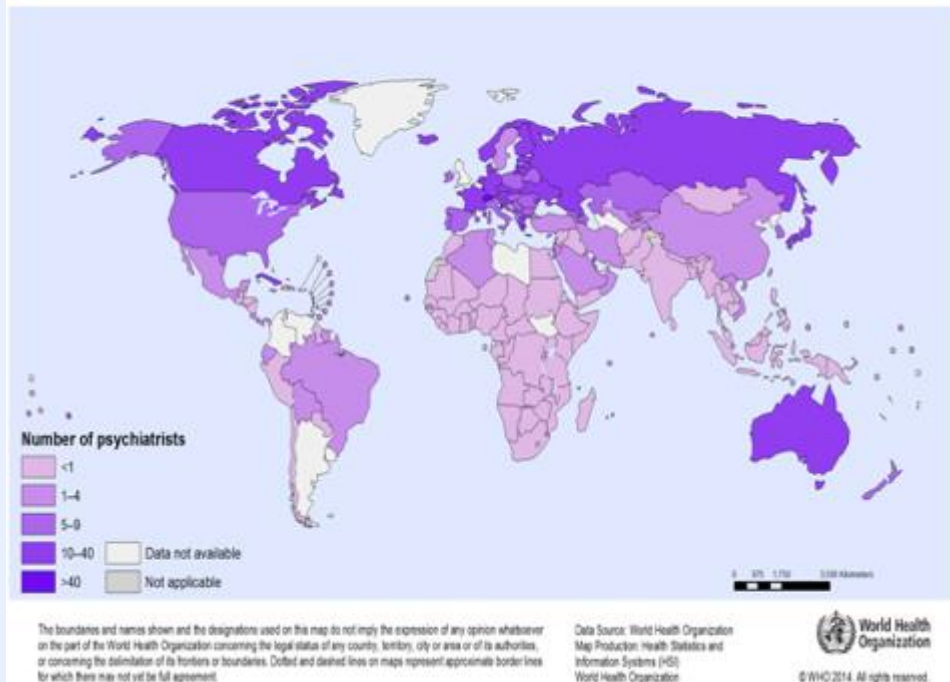 Number of psychiatrists
<1
1–4
5–9
10–40
>40
Data not available
Not applicable
The boundaries and names shown and the designations used on this map do not imply the expression of any opinion whatsoever
on the part of the World Health Organization concerning the legal status of any country, territory, city or area or of its authorities,
or concerning the delimitation of its frontiers or boundaries. Dotted and dashed lines on maps represent approximate border lines
for which there may not yet be full agreement.
Data Source: World Health Organization
Map Production: Health Statistics and
Information Systems (HSI)
World Health Organization
World Health
Organization
© WHO 2014. All rights reserved.